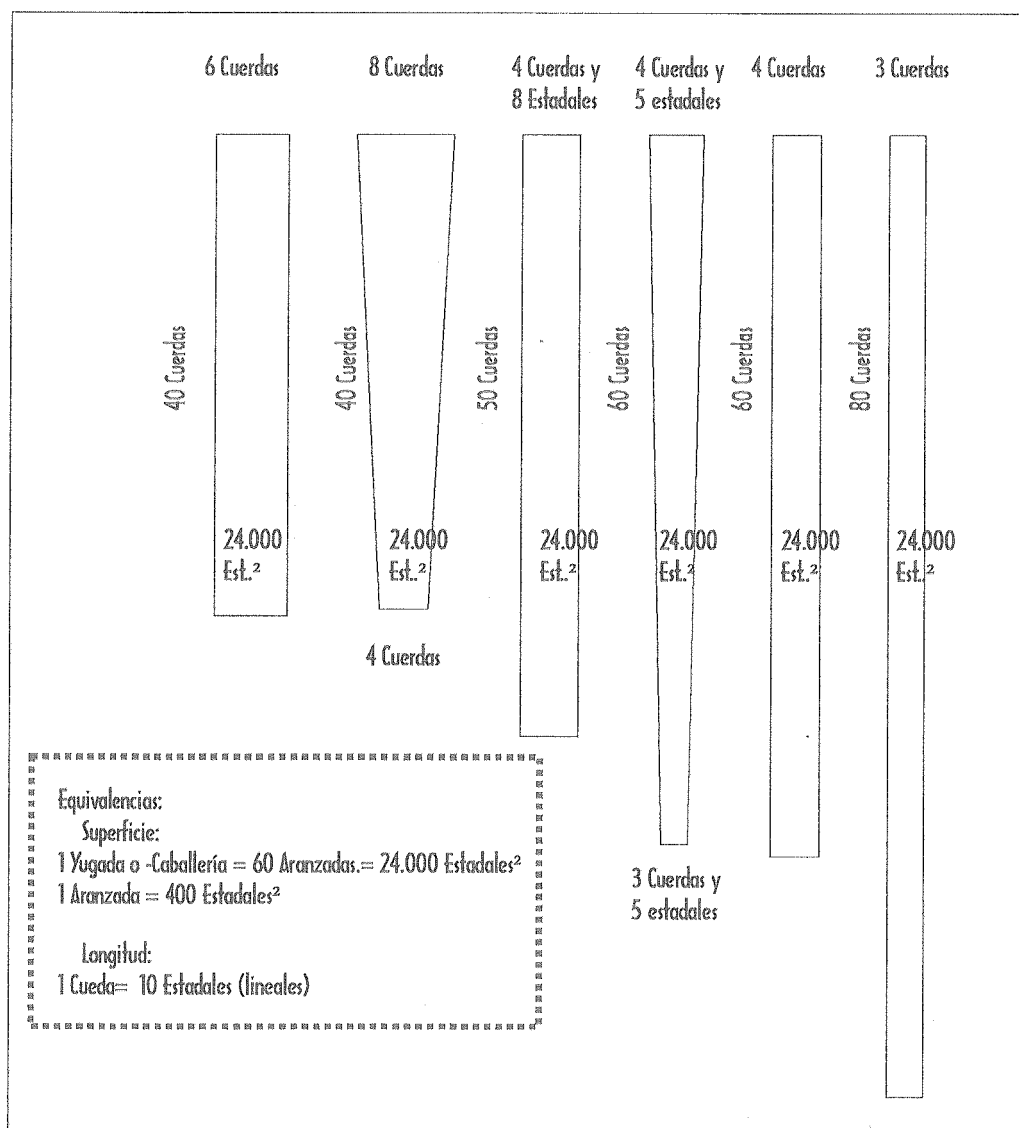 6 Cuerdas
8 Cuerdas
4 Cuerdas y
8 Estadales
4 Cuerdas y
5 estadales
4 Cuerdas
3 Cuerdas
40 Cuerdas
40 Cuerdas
50 Cuerdas
60 Cuerdas
60 Cuerdas
80 Cuerdas
24.000
Est..²
24.000
Est..²
24.000
Est..²
24.000
Est..²
24.000
Est..²
24.000
Est..²
4 Cuerdas
3 Cuerdas y
5 estadales
Equivalencias:
Superficie:
1 Yugada o -Caballería = 60 Aranzadas.= 24.000 Estadales²
1 Aranzada = 400 Estadales²
Longitud:
1 Cueda= 10 Estadales (lineales)